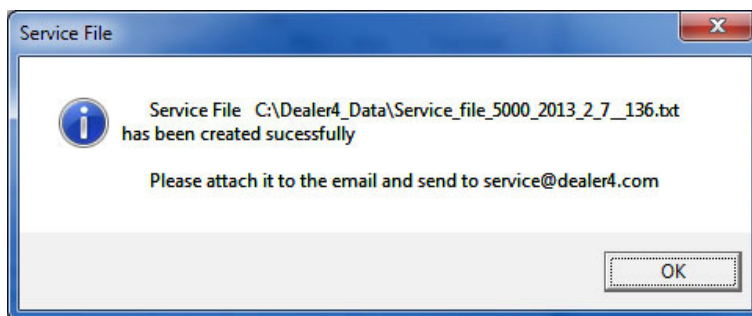 Service File
Service File C:\Dealer4_Data\Service_file_5000_2013_2_7__136.txt
has been created sucessfully
Please attach it to the email and send to service@dealer4.com
OK